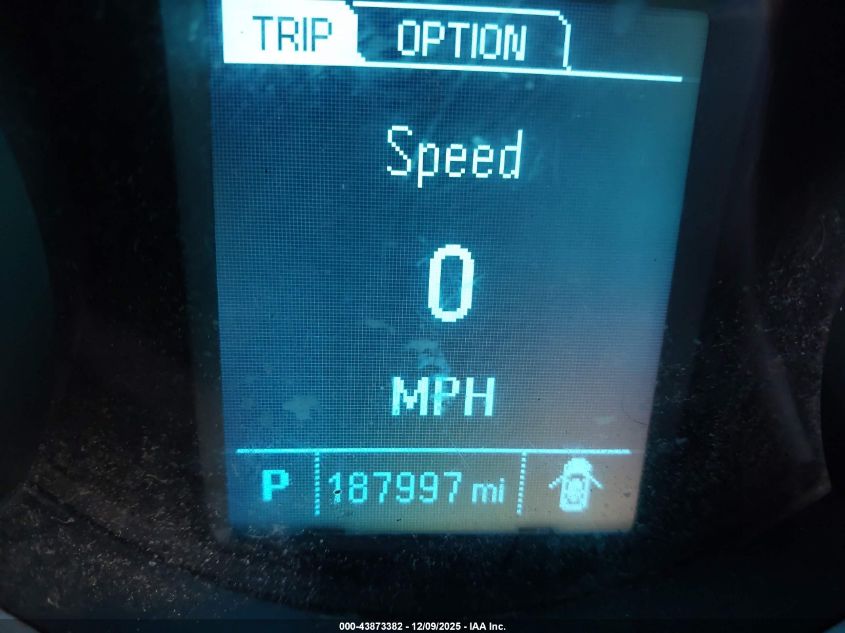 TRIP OPTION
Speed
0
MPH
P 187997 mi
000-43873382 - 12/09/2025 - IAA Inc.